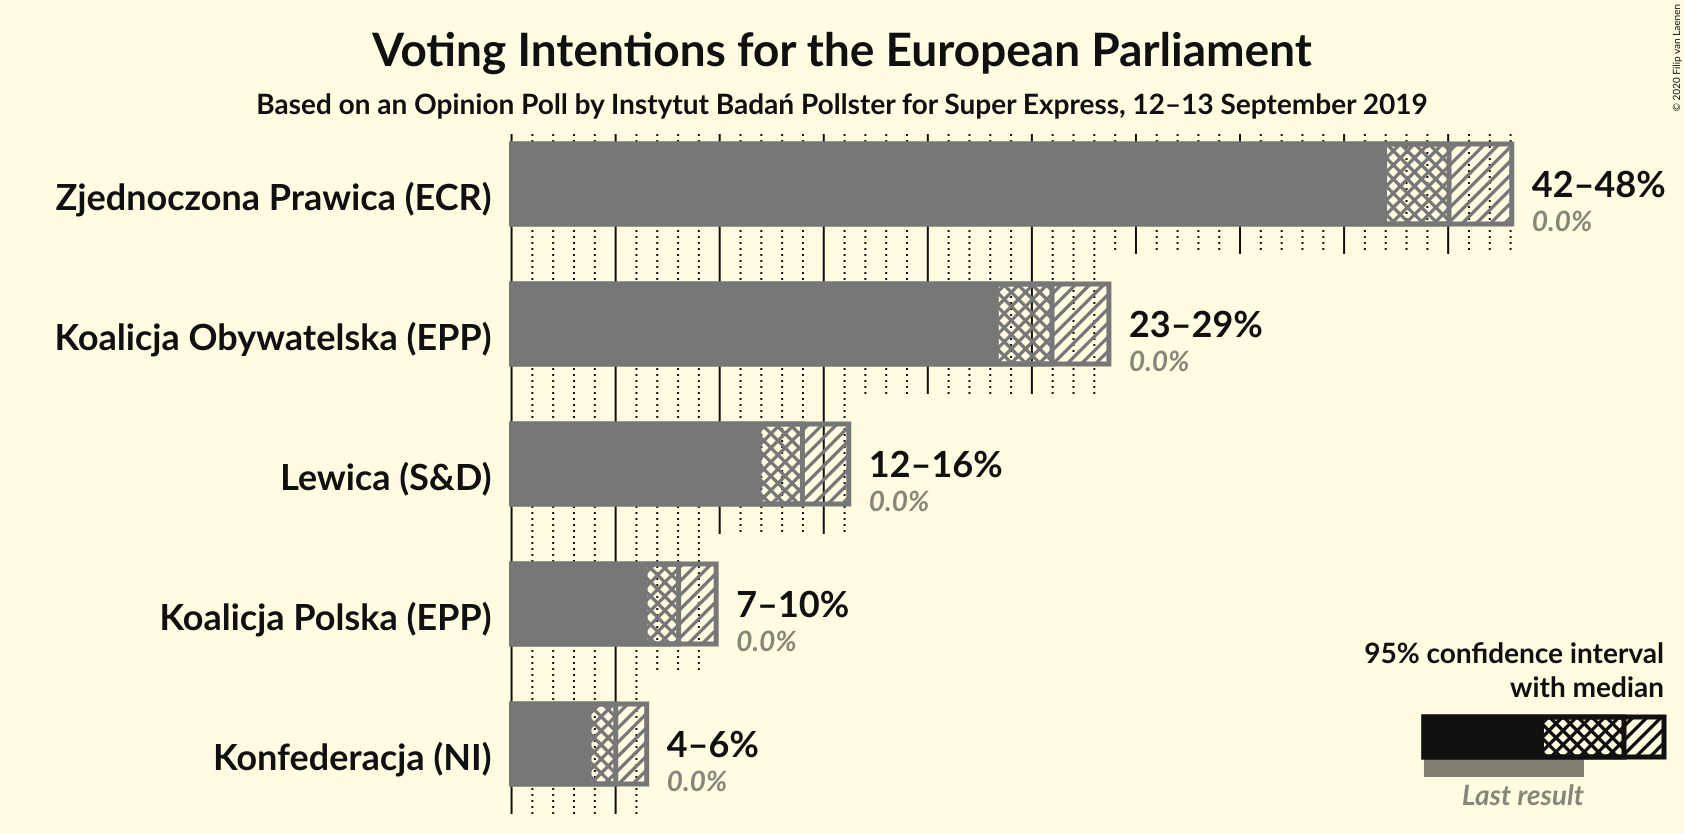 Voting Intentions for the European Parliament
Based on an Opinion Poll by Instytut Badań Pollster for Super Express, 12–13 September 2019
© 2020 Filip van Laenen
Zjednoczona Prawica (ECR)
42–48%
0.0%
Koalicja Obywatelska (EPP)
23–29%
0.0%
Lewica (S&D)
12–16%
0.0%
Koalicja Polska (EPP)
7–10%
0.0%
Konfederacja (NI)
4–6%
0.0%
95% confidence interval
with median
Last result